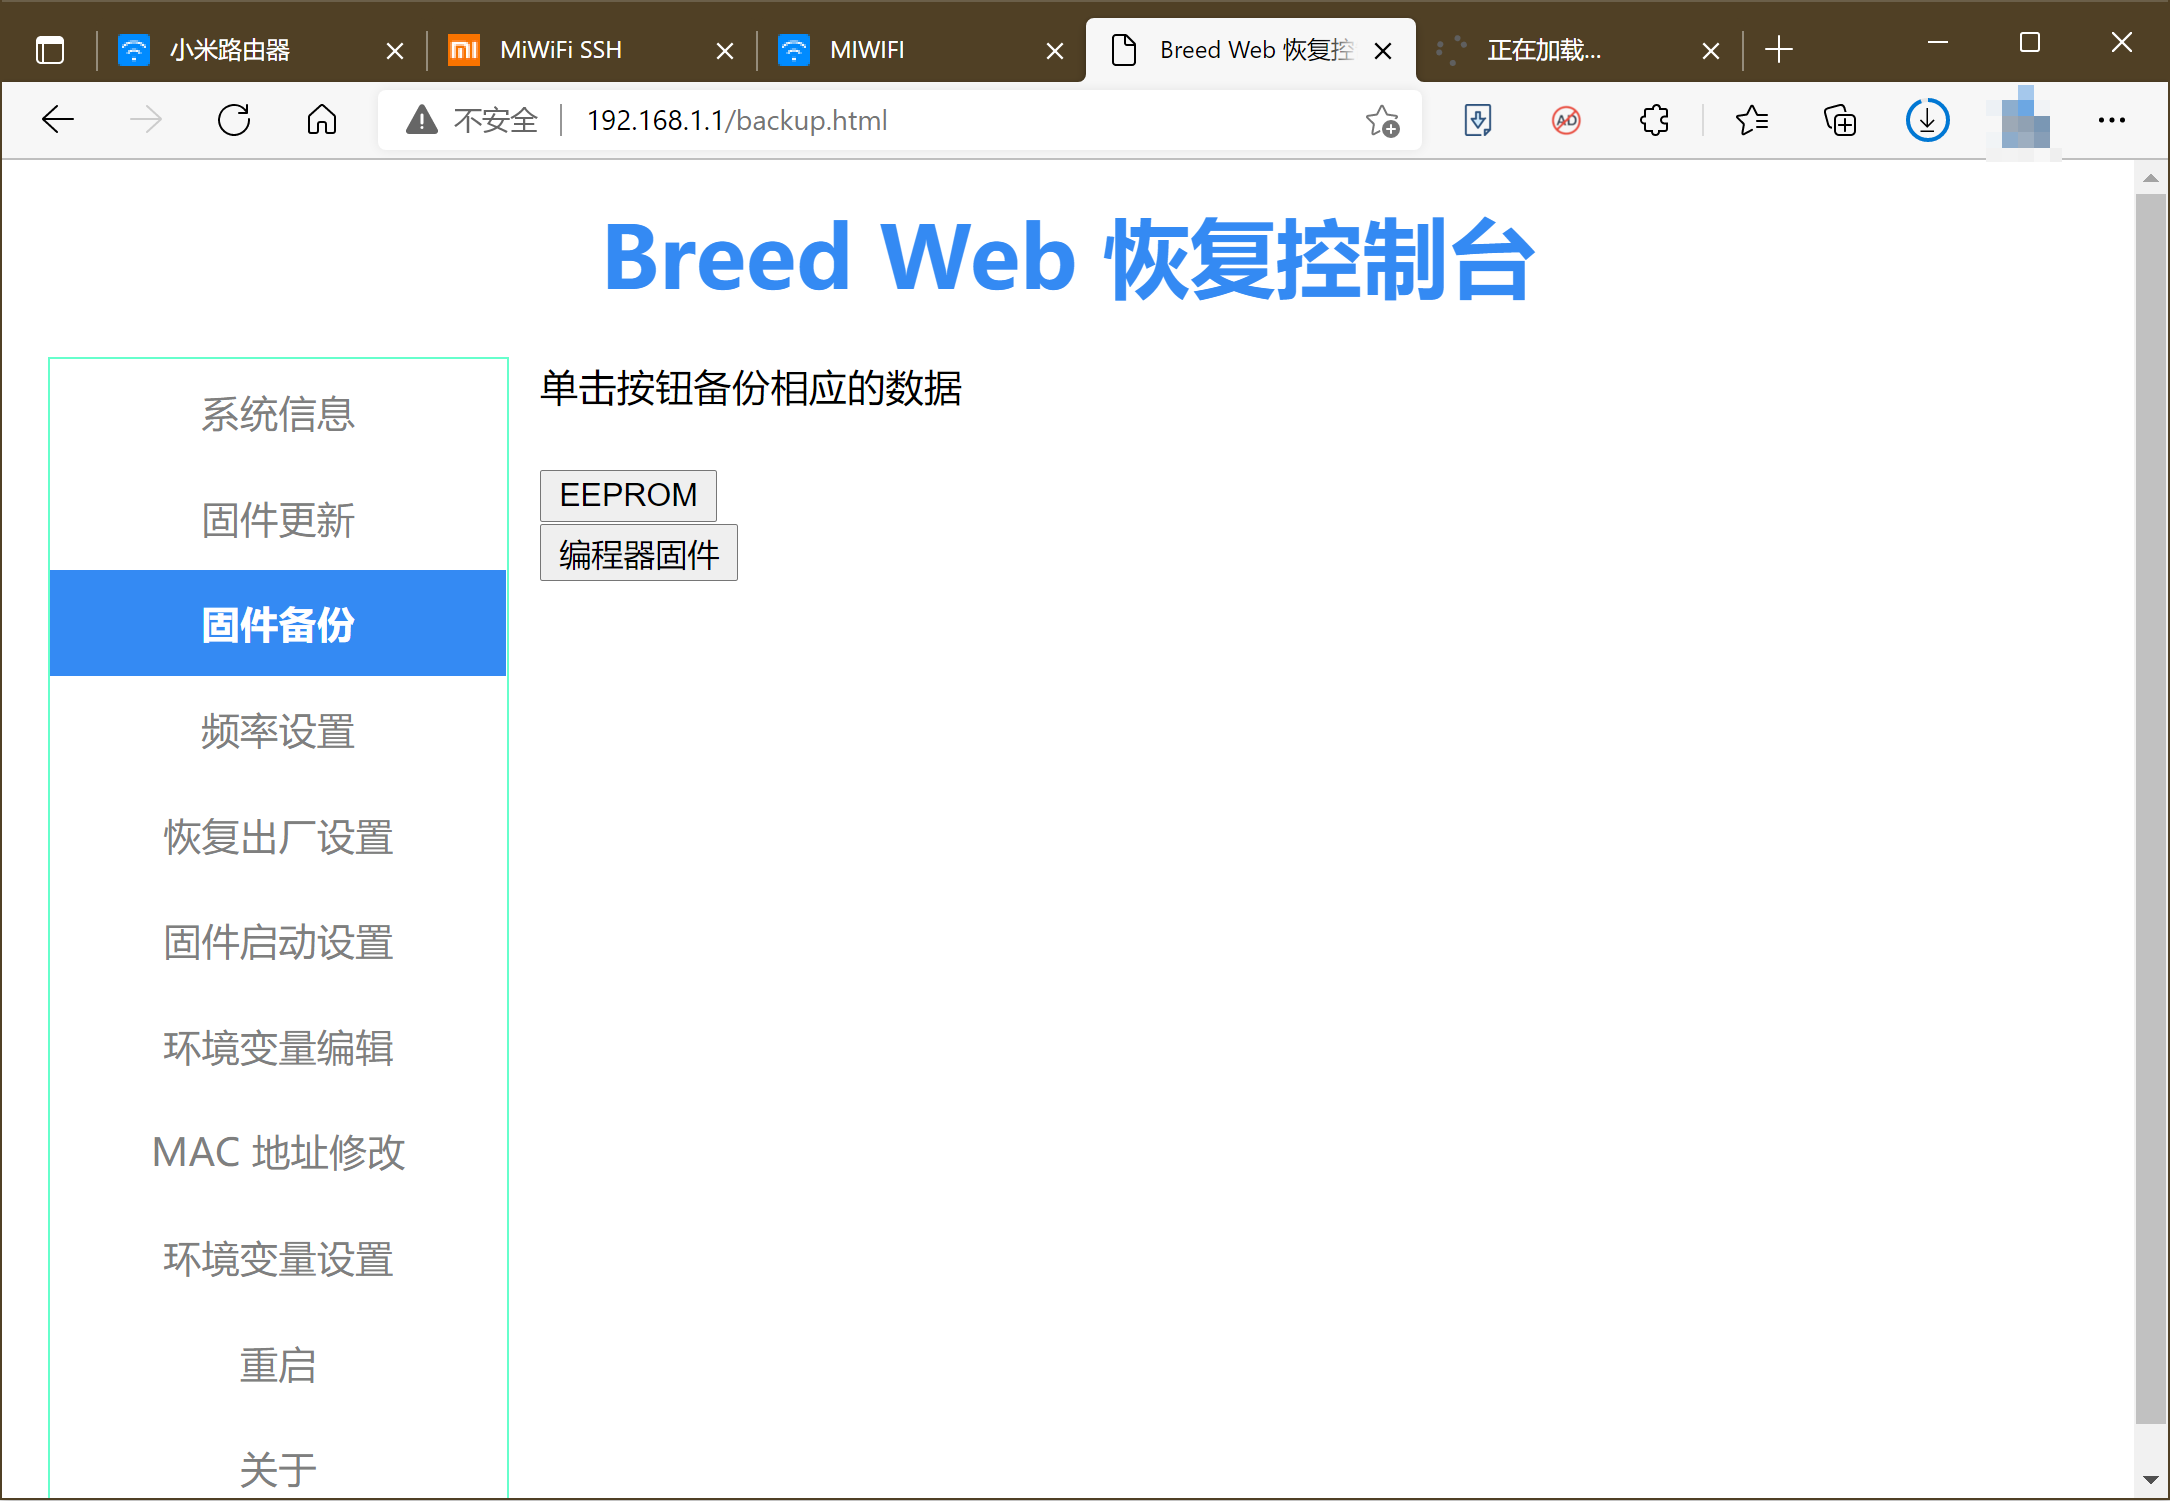 小米路由器
MiWiFi SSH
MIWIFI
Breed Web 恢复控
正在加载...
不安全
192.168.1.1/backup.html
Breed Web 恢复控制台
系统信息
固件更新
固件备份
频率设置
恢复出厂设置
固件启动设置
环境变量编辑
MAC 地址修改
环境变量设置
重启
关于
单击按钮备份相应的数据
EEPROM
编程器固件